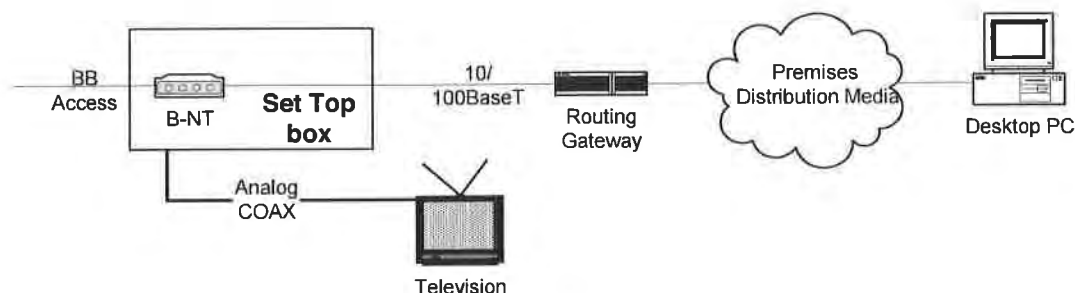 BB
Access
B-NT
Set Top
box
10/
100BaseT
Routing
Gateway
Premises
Distribution Media
Desktop PC
Analog
COAX
Television